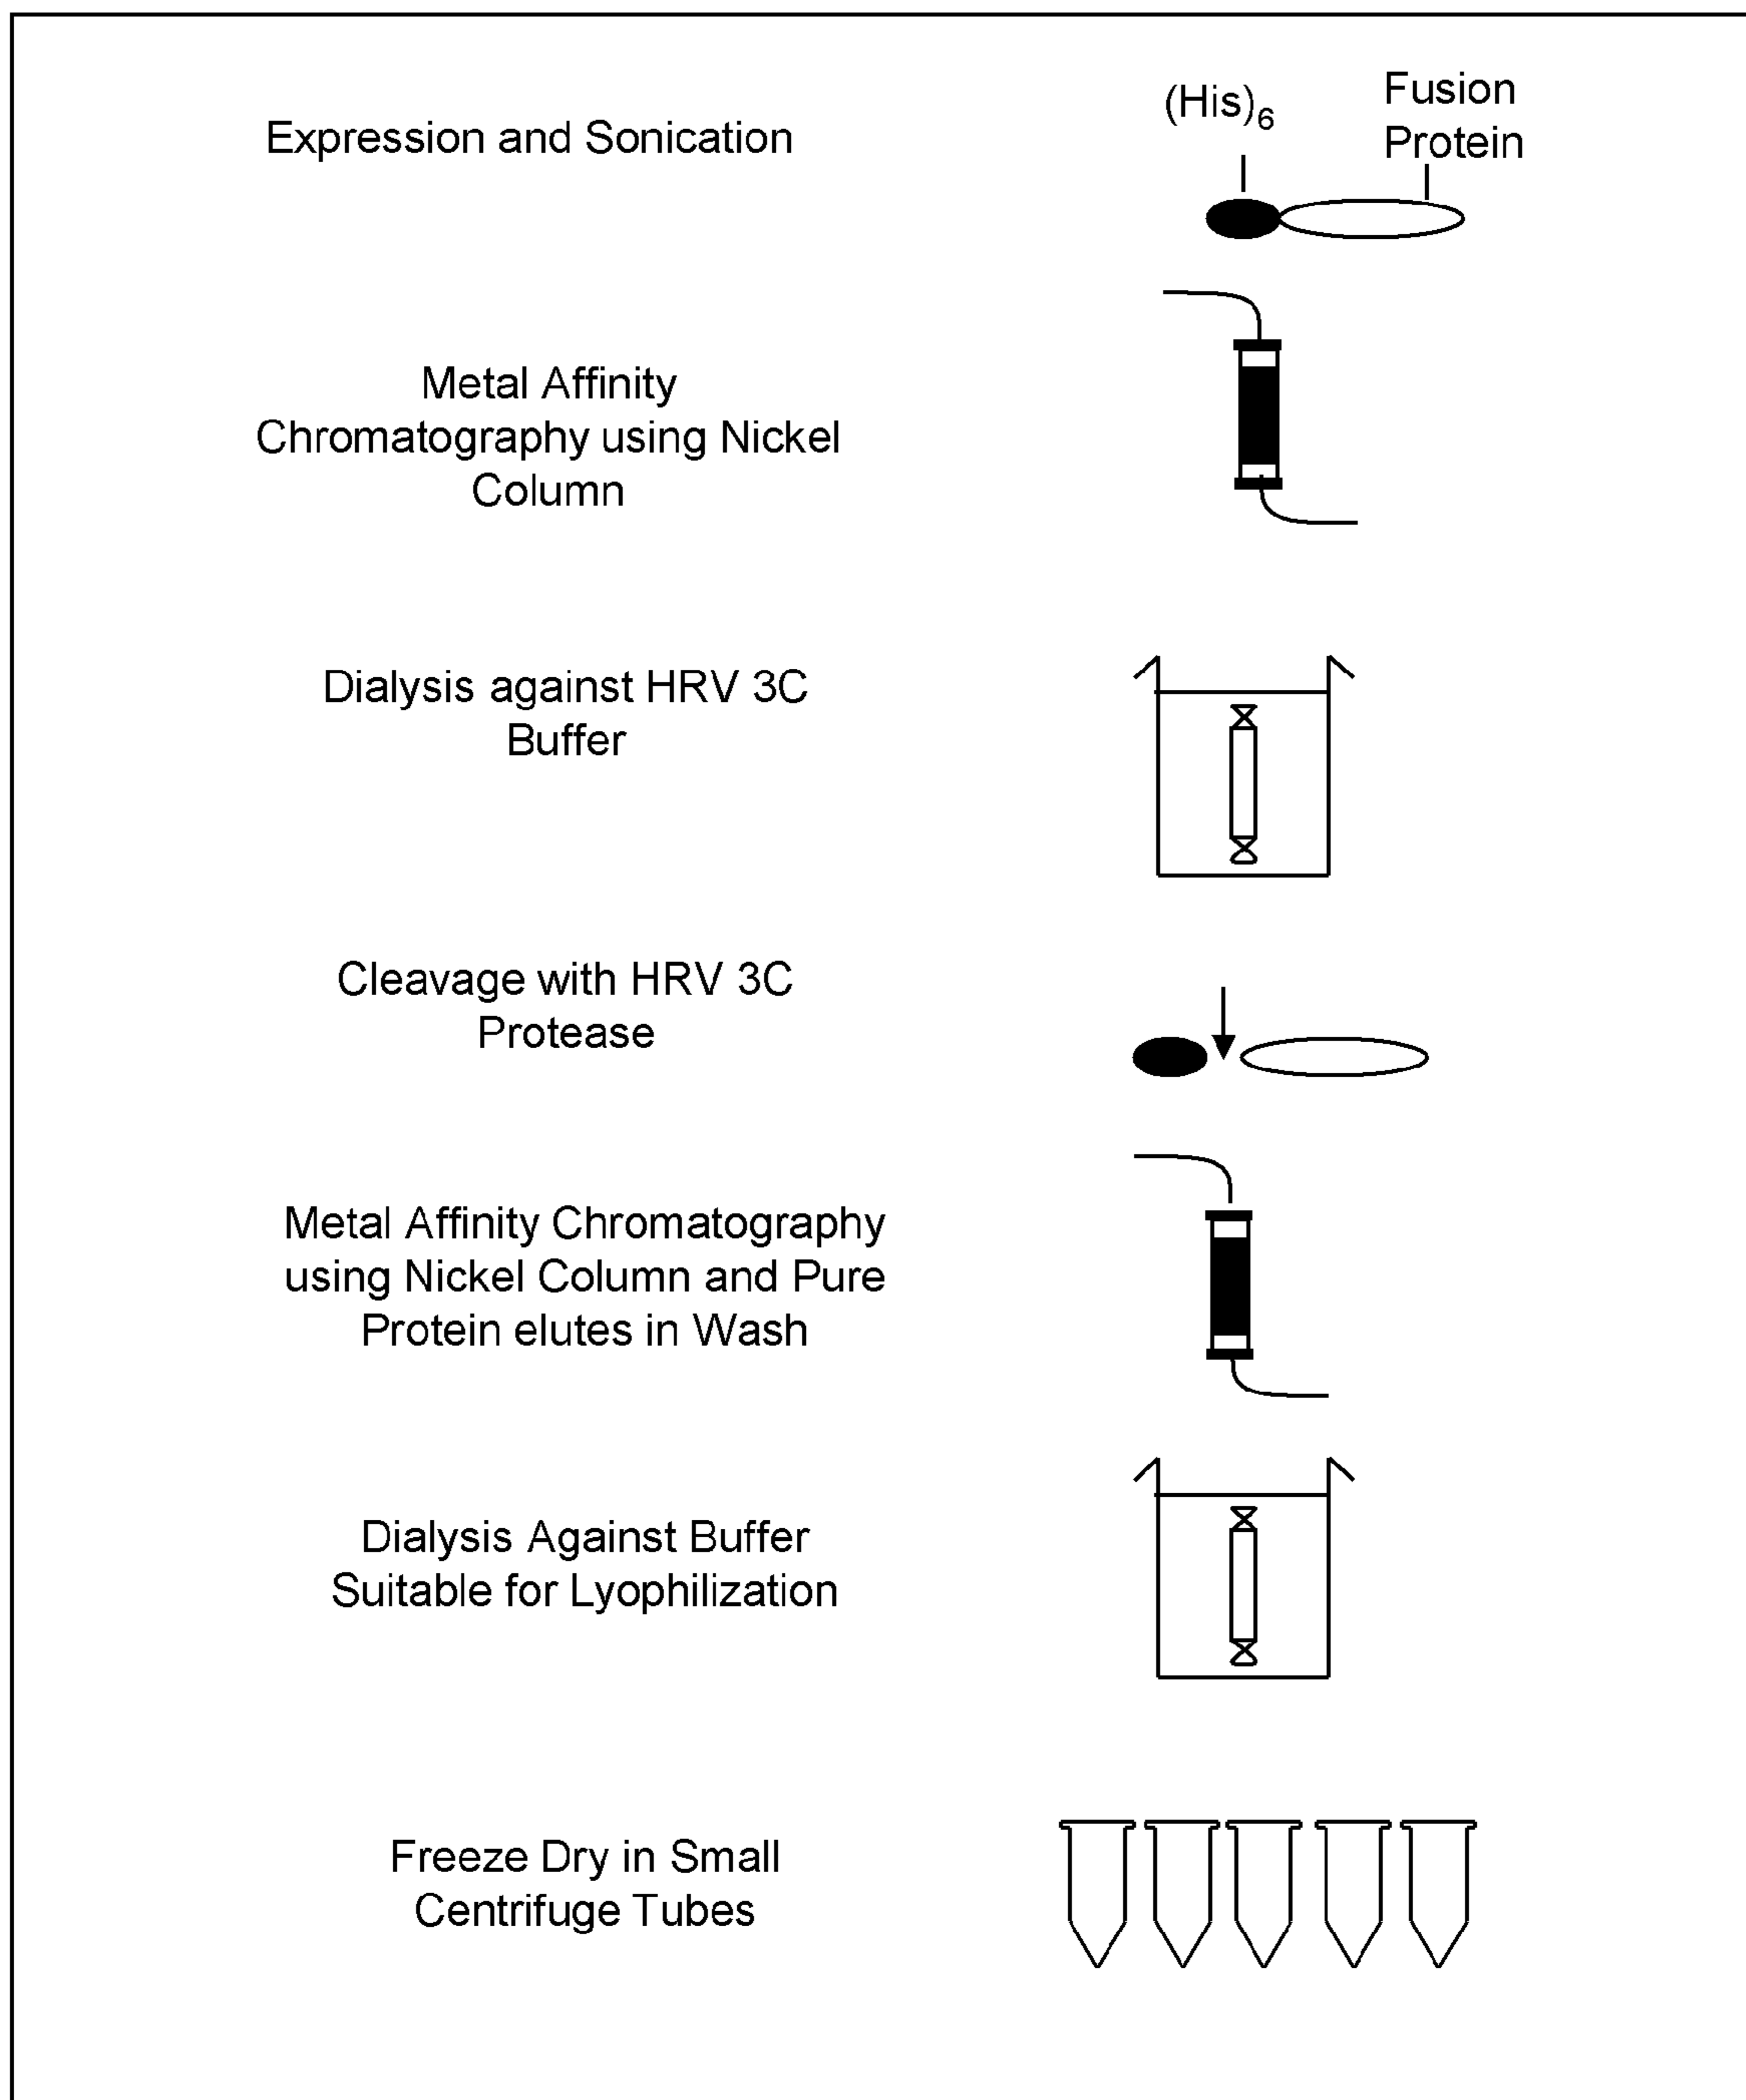 Expression and Sonication
(His)6
Fusion
Protein
Metal Affinity
Chromatography using Nickel
Column
Dialysis against HRV 3C
Buffer
Cleavage with HRV 3C
Protease
Metal Affinity Chromatography
using Nickel Column and Pure
Protein elutes in Wash
Dialysis Against Buffer
Suitable for Lyophilization
Freeze Dry in Small
Centrifuge Tubes